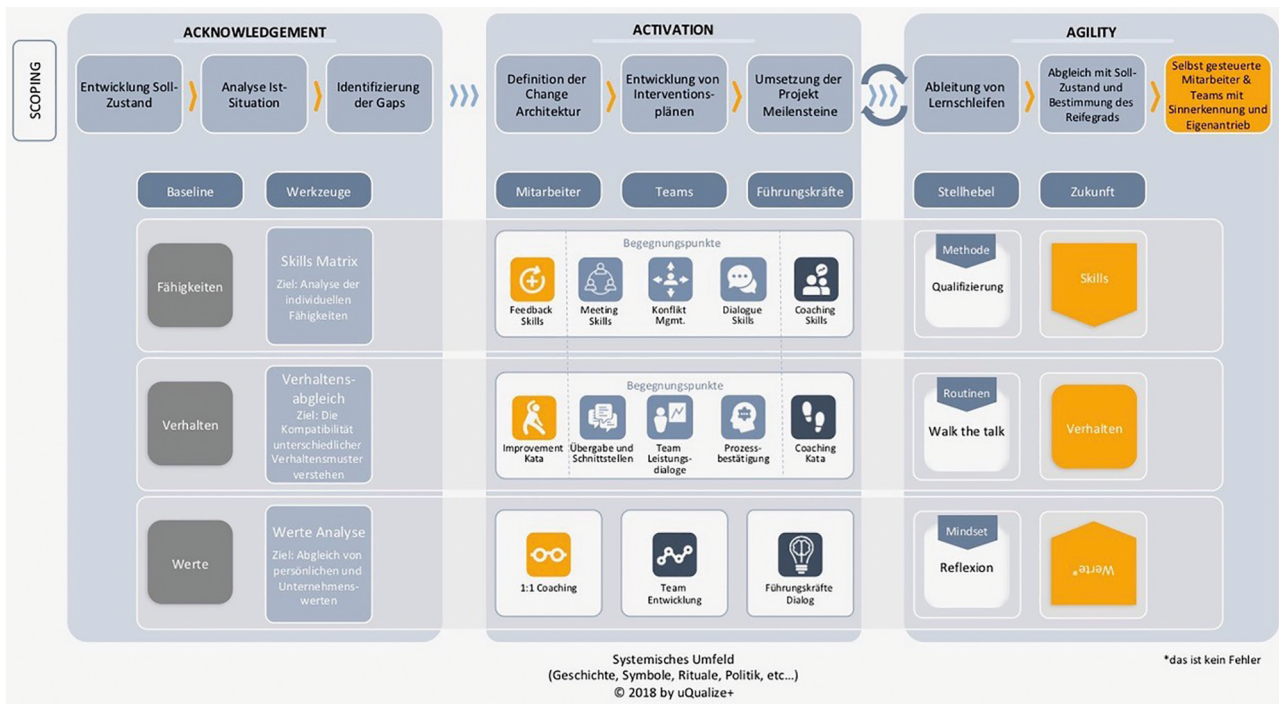 SCOPING
ACKNOWLEDGEMENT
Entwicklung Soll-
Zustand
Analyse Ist-
Situation
Identifizierung
der Gaps
ACTIVATION
Definition der
Change
Architektur
Entwicklung von
Interventions-
plänen
Umsetzung der
Projekt
Meilensteine
AGILITY
Ableitung von
Lernschleifen
Abgleich mit Soll-
Zustand und
Bestimmung des
Reifegrads
Selbst gesteuerte
Mitarbeiter &
Teams mit
Sinnerkennung und
Eigenantrieb
Baseline
Werkzeuge
Mitarbeiter
Teams
Führungskräfte
Stellhebel
Zukunft
Fähigkeiten
Skills Matrix
Ziel: Analyse der
individuellen
Fähigkeiten
Begegnungspunkte
Feedback
Skills
Meeting
Skills
Konflikt
Mgmt.
Dialogue
Skills
Coaching
Skills
Methode
Qualifizierung
Skills
Verhalten
Verhaltens-
abgleich
Ziel: Die
Kompatibilität
unterschiedlicher
Verhaltensmuster
verstehen
Begegnungspunkte
Improvement
Kata
Übergabe und
Schnittstellen
Team
Leistungs-
dialoge
Prozess-
bestätigung
Coaching
Kata
Routinen
Walk the talk
Verhalten
Werte
Werte Analyse
Ziel: Abgleich von
persönlichen und
Unternehmens-
werten
1:1 Coaching
Team
Entwicklung
Führungskräfte
Dialog
Mindset
Reflexion
Werte*
Systemisches Umfeld
(Geschichte, Symbole, Rituale, Politik, etc...)
© 2018 by uQualize+
*das ist kein Fehler